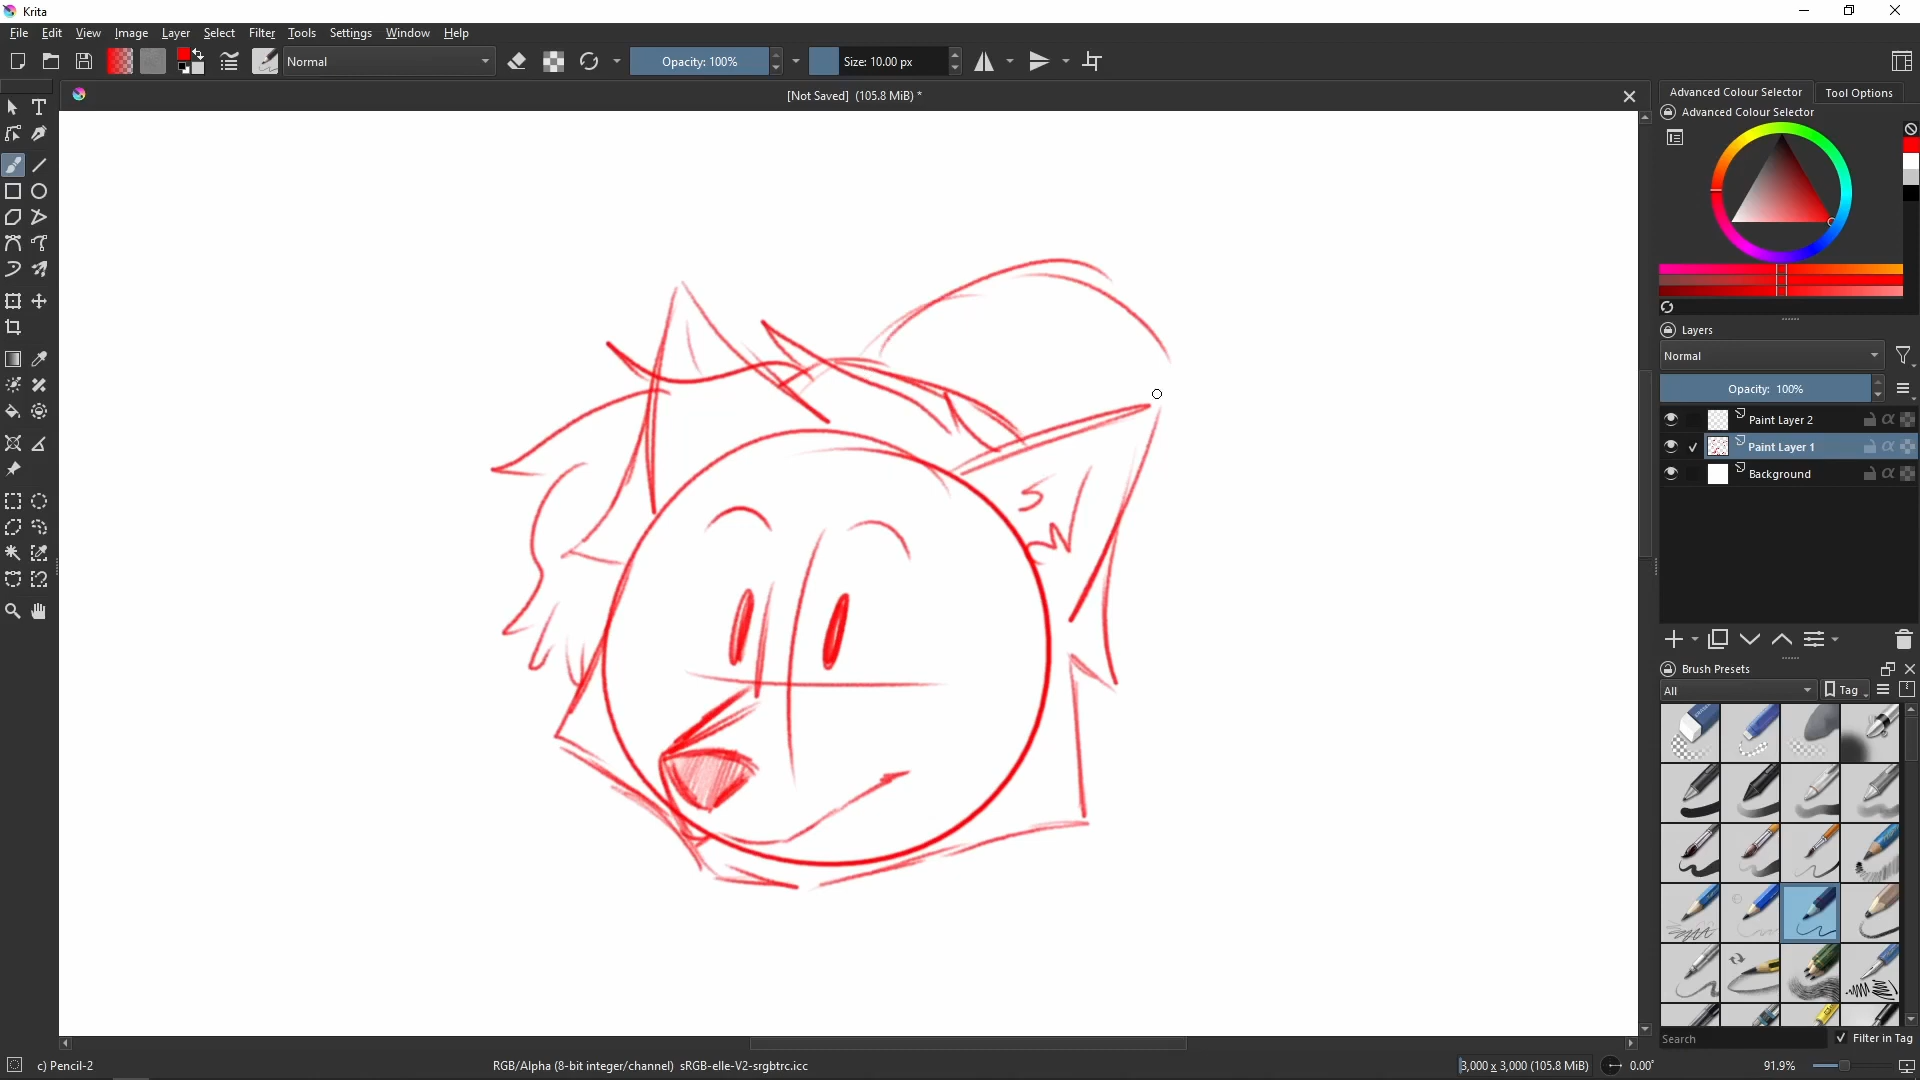 Krita
File Edit View Image Layer Select Filter Tools Settings Window Help
Normal
Opacity: 100%
Size: 10.00 px
[Not Saved] (105.8 MiB) *
Advanced Colour Selector Tool Options
Advanced Colour Selector
Layers
Normal
Opacity: 100%
Paint Layer 2
Paint Layer 1
Background
Brush Presets
All
Tag
Search
Filter in Tag
c) Pencil-2
RGB/Alpha (8-bit integer/channel) sRGB-elle-V2-srgbtrc.icc
3,000 x 3,000 (105.8 MiB)
0.00°
91.9%